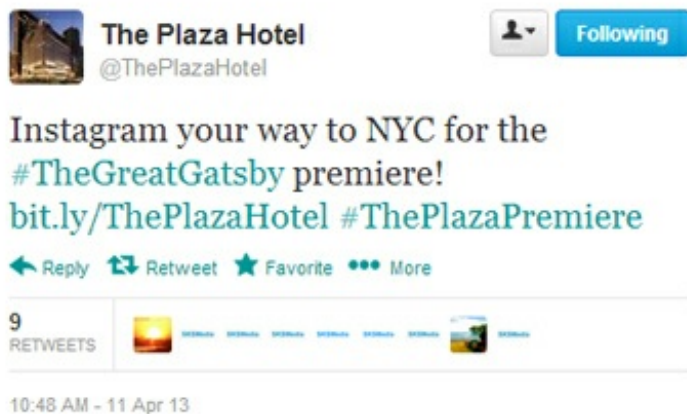 The Plaza Hotel
@ThePlazaHotel
Following
Instagram your way to NYC for the
#TheGreatGatsby premiere!
bit.ly/ThePlazaHotel #ThePlazaPremiere
Reply Retweet Favorite More
9
RETWEETS
10:48 AM - 11 Apr 13